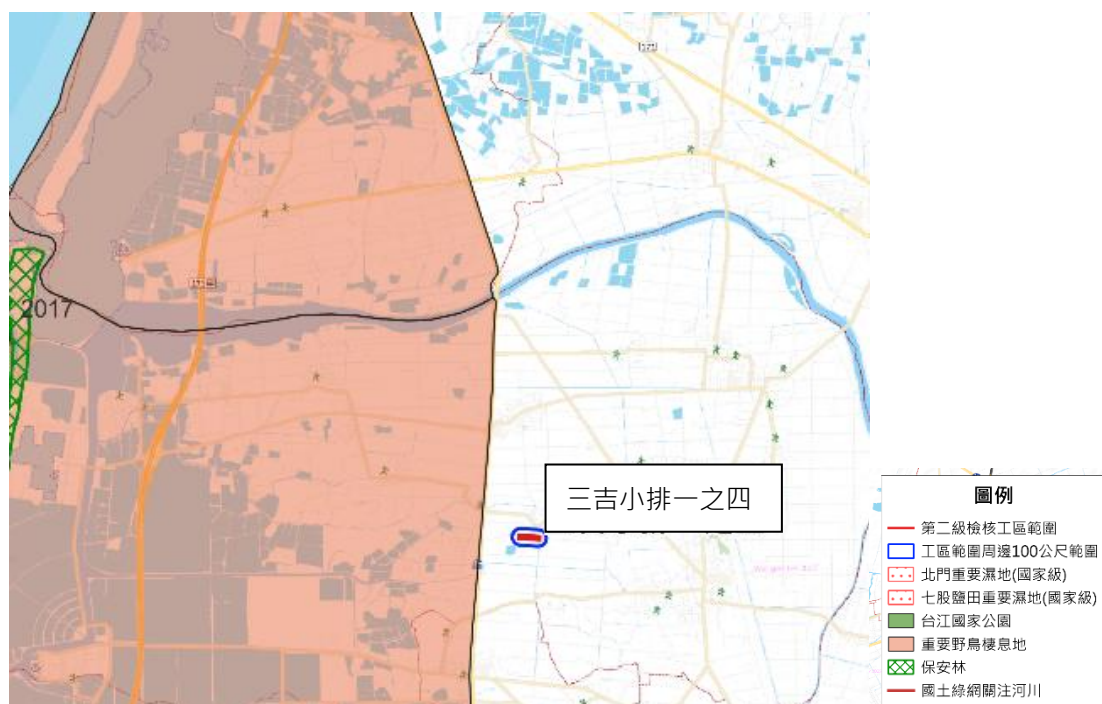 2017
三吉小排一之四
圖例
第二級檢核工區範圍
工區範圍周邊100公尺範圍
北門重要濕地(國家級)
七股鹽田重要濕地(國家級)
台江國家公園
重要野鳥棲息地
保安林
國土綠網關注河川